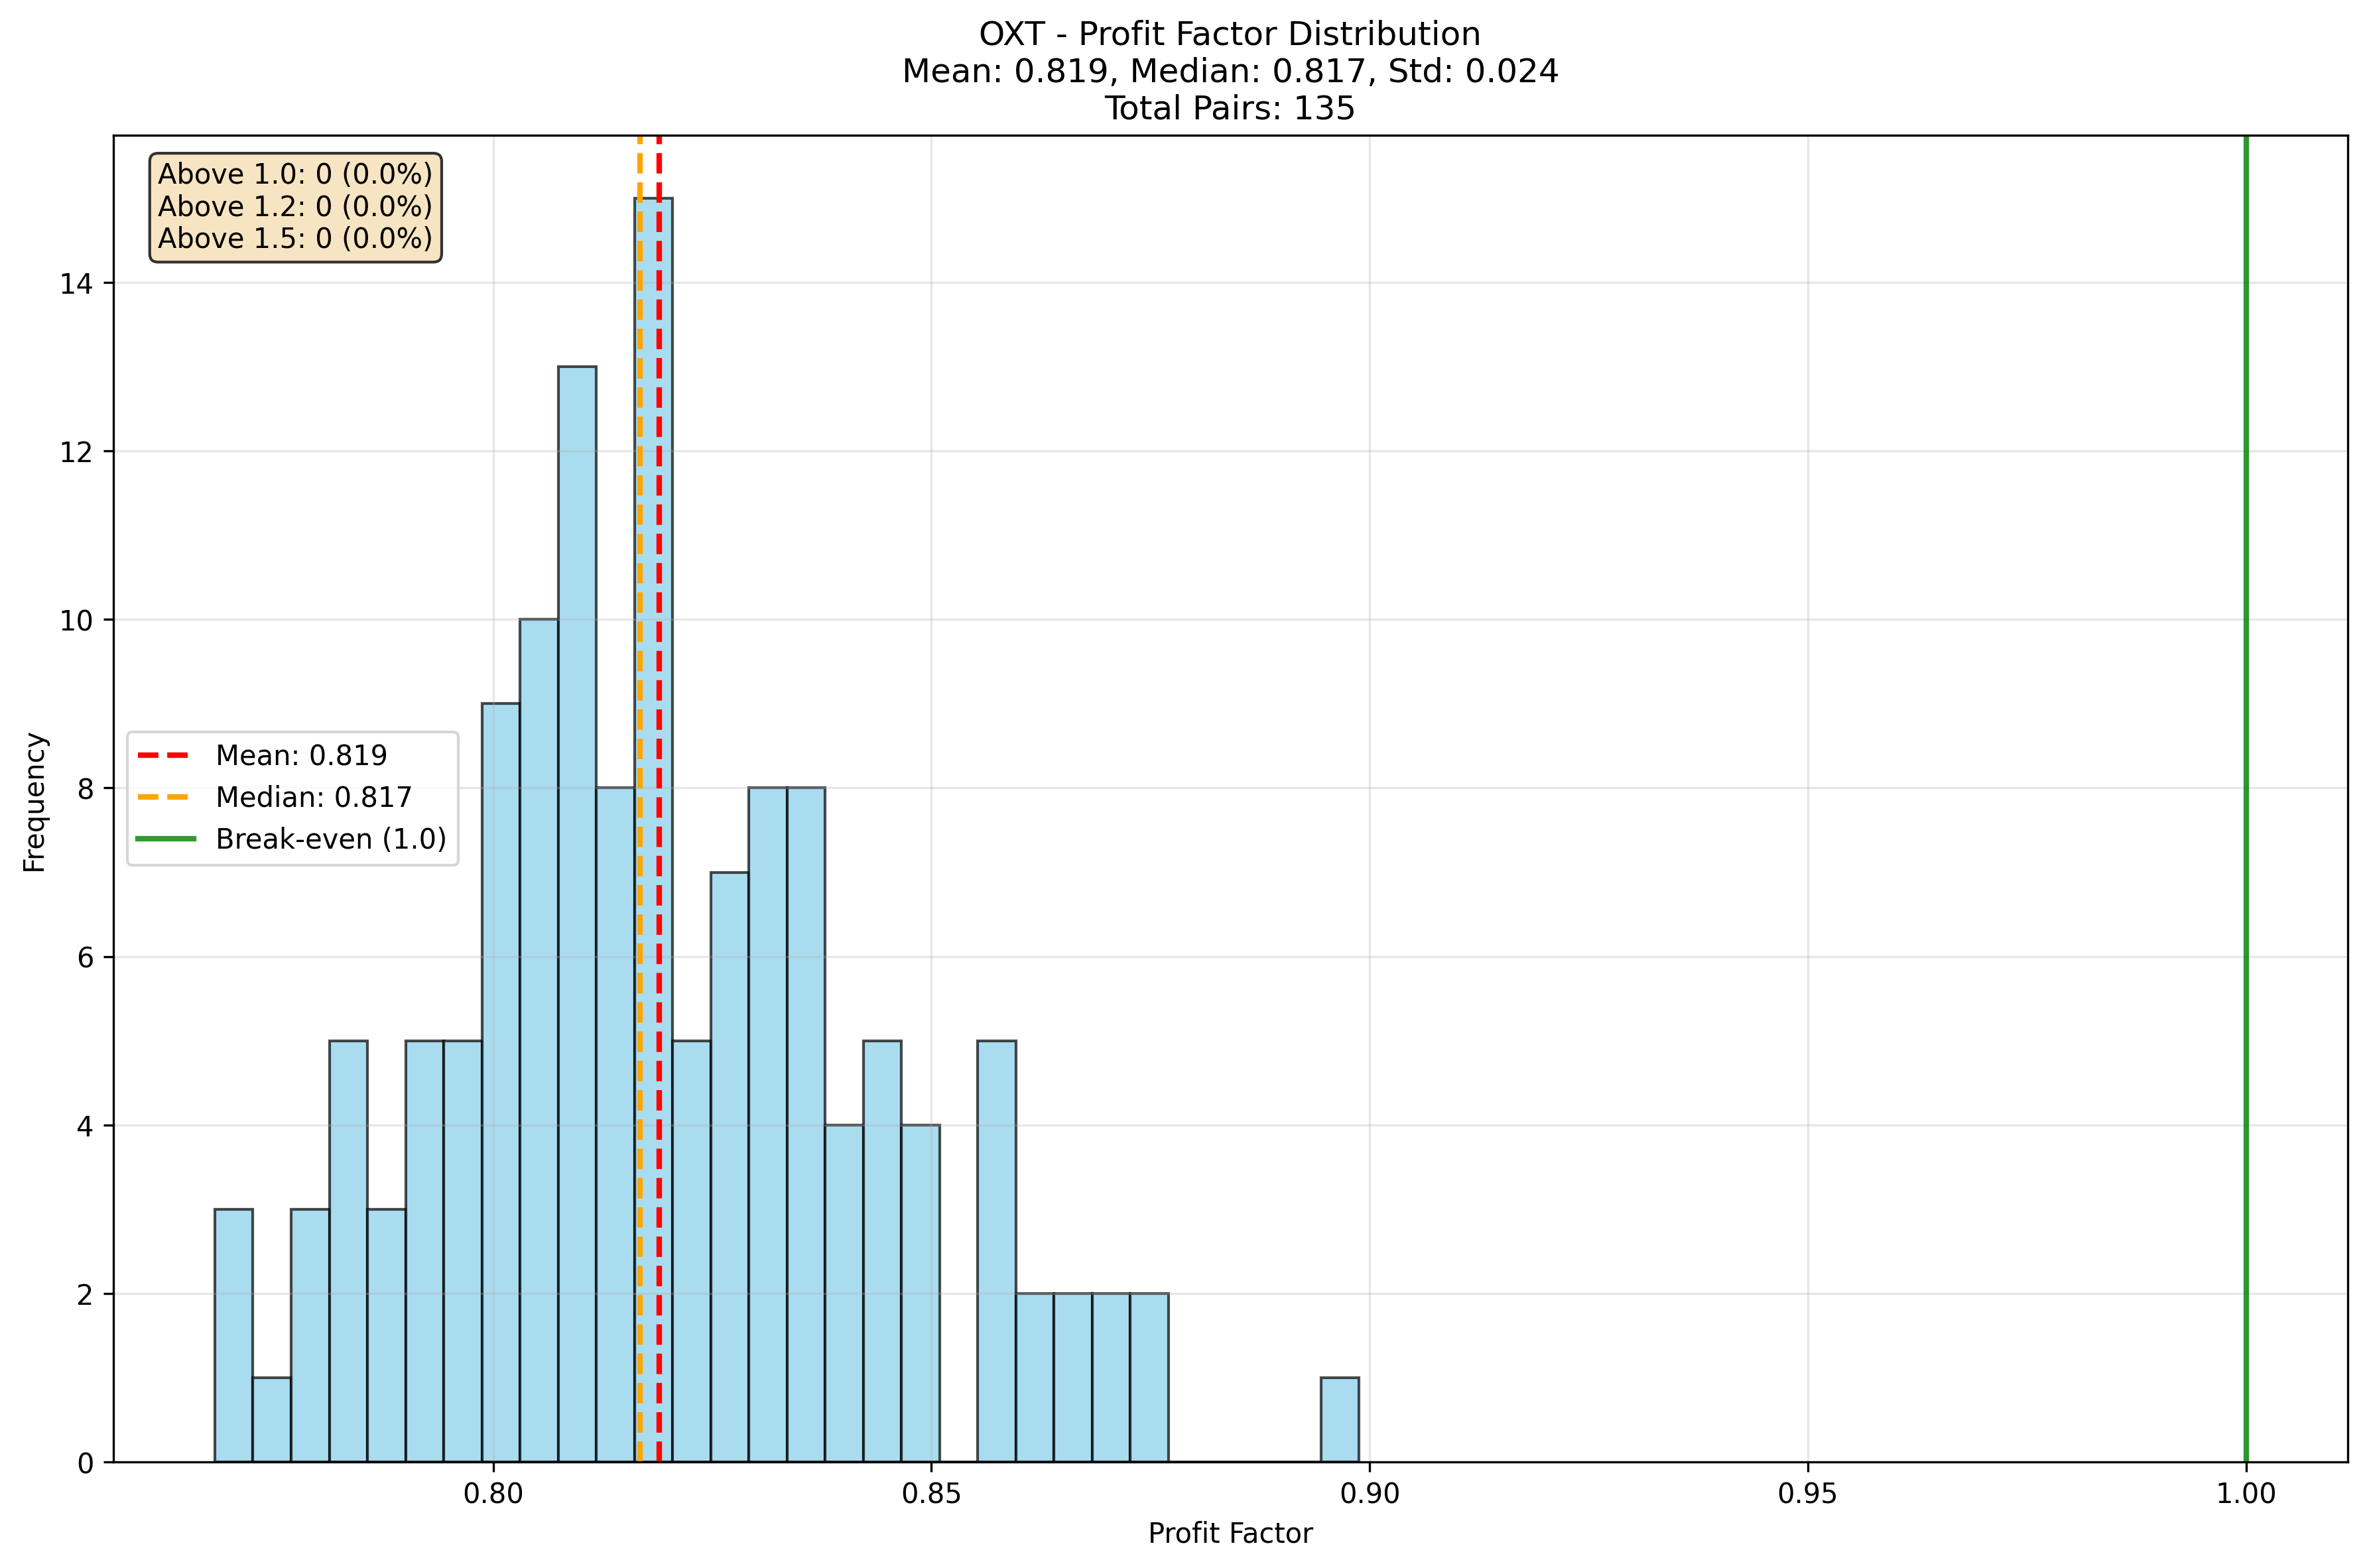 OXT - Profit Factor Distribution
Mean: 0.819, Median: 0.817, Std: 0.024
Total Pairs: 135
Above 1.0: 0 (0.0%)
Above 1.2: 0 (0.0%)
Above 1.5: 0 (0.0%)
Mean: 0.819
Median: 0.817
Break-even (1.0)
Frequency
14
12
10
8
6
4
2
0
0.80 0.85 0.90 0.95 1.00
Profit Factor